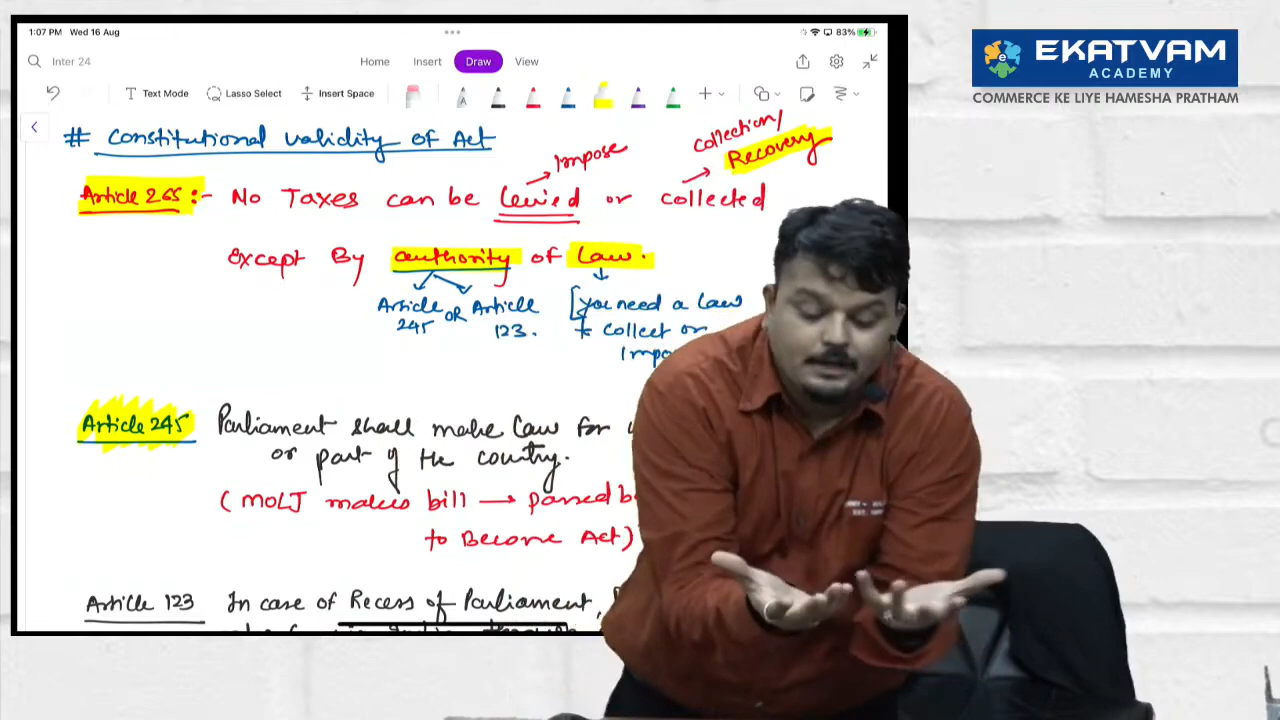 1:07 PM Wed 16 Aug
83%
Inter 24
Home Insert Draw View
Text Mode Lasso Select Insert Space
EKATVAM
ACADEMY
COMMERCE KE LIYE HAMESHA PRATHAM
# Constitutional validity of Act
Impose
collection/
Recovery
Article 265 :- No Taxes can be levied or collected
Except By authority of Law.
Article 245 OR Article 123.
[you need a Law
to collect or
Article 245 Parliament shall make Law for
or part of the country.
(MOLJ makes bill → passed
to Become Act)
Article 123 In case of Recess of Parliament,